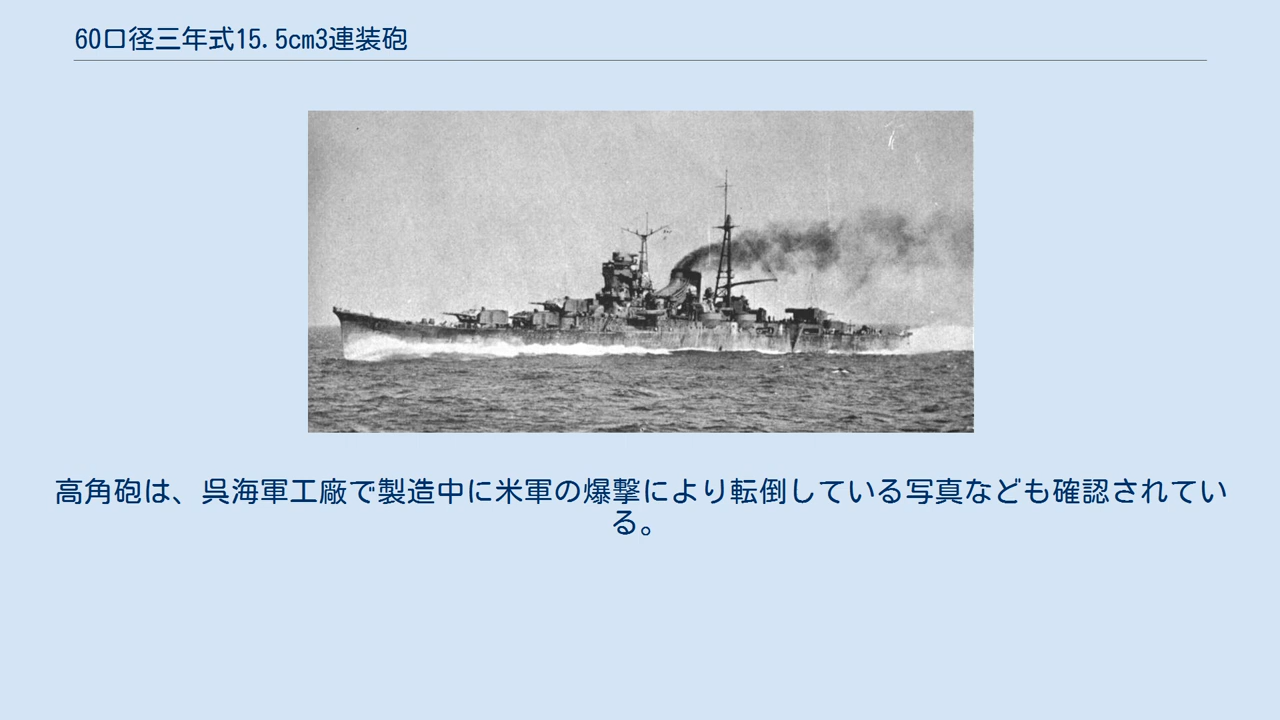 60口径三年式15.5cm3連装砲
高角砲は、呉海軍工廠で製造中に米軍の爆撃により転倒している写真なども確認されてい
る。